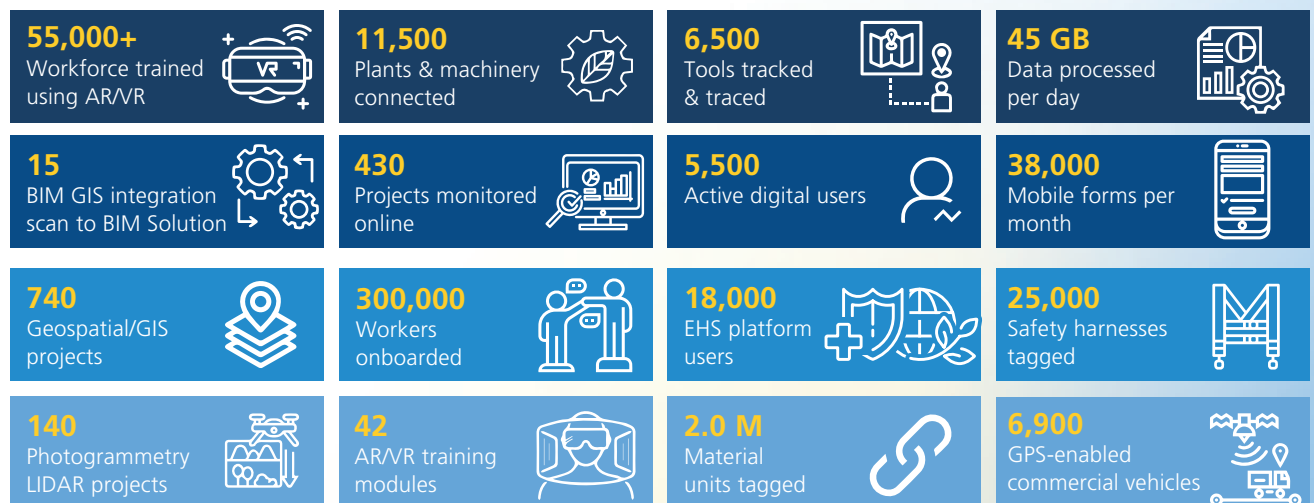 55,000+
Workforce trained
using AR/VR
VR
11,500
Plants & machinery
connected
6,500
Tools tracked
& traced
45 GB
Data processed
per day
15
BIM GIS integration
scan to BIM Solution
430
Projects monitored
online
5,500
Active digital users
38,000
Mobile forms per
month
740
Geospatial/GIS
projects
300,000
Workers
onboarded
18,000
EHS platform
users
25,000
Safety harnesses
tagged
140
Photogrammetry
LIDAR projects
42
AR/VR training
modules
2.0 M
Material
units tagged
6,900
GPS-enabled
commercial vehicles